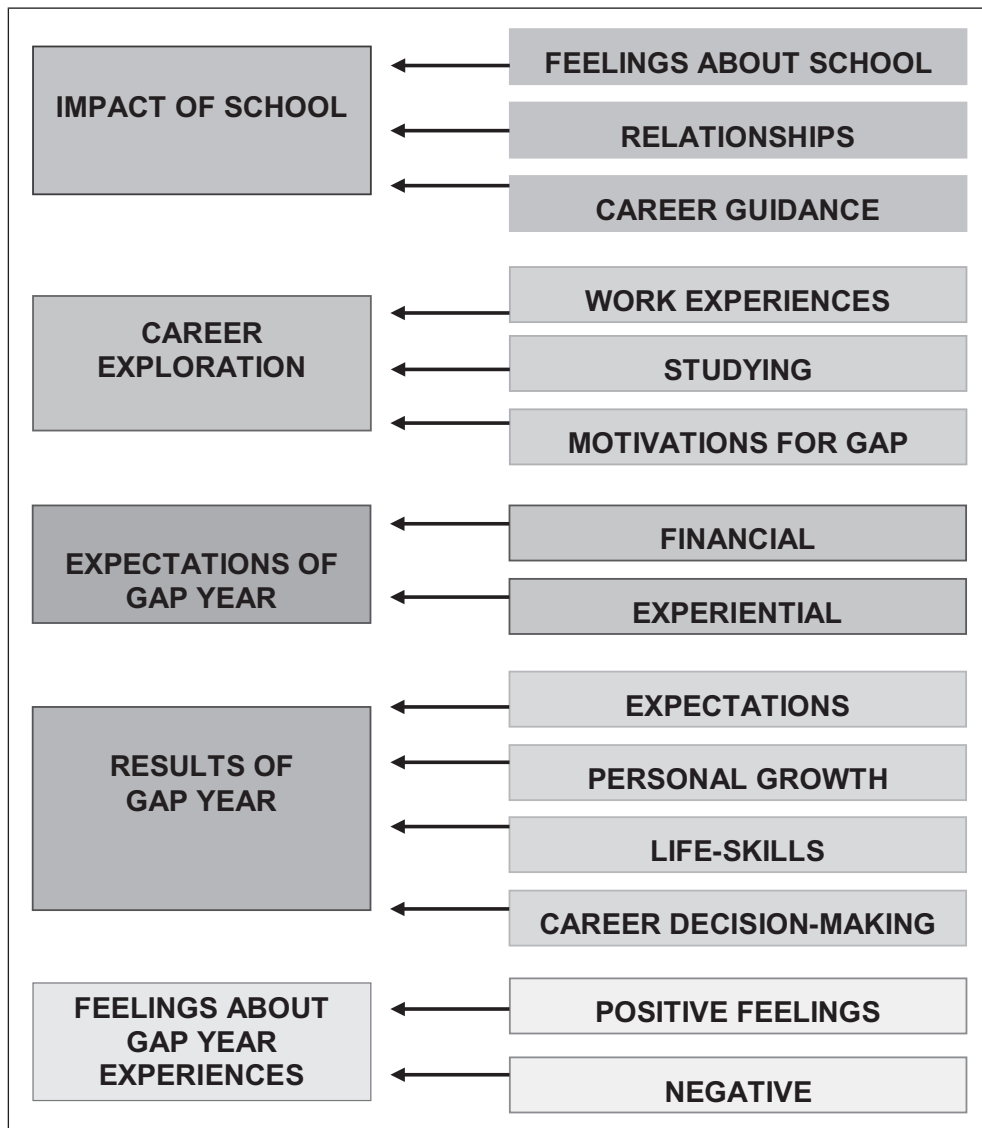 IMPACT OF SCHOOL
FEELINGS ABOUT SCHOOL
RELATIONSHIPS
CAREER GUIDANCE
CAREER
EXPLORATION
WORK EXPERIENCES
STUDYING
MOTIVATIONS FOR GAP
EXPECTATIONS OF
GAP YEAR
FINANCIAL
EXPERIENTIAL
RESULTS OF
GAP YEAR
EXPECTATIONS
PERSONAL GROWTH
LIFE-SKILLS
CAREER DECISION-MAKING
FEELINGS ABOUT
GAP YEAR
EXPERIENCES
POSITIVE FEELINGS
NEGATIVE